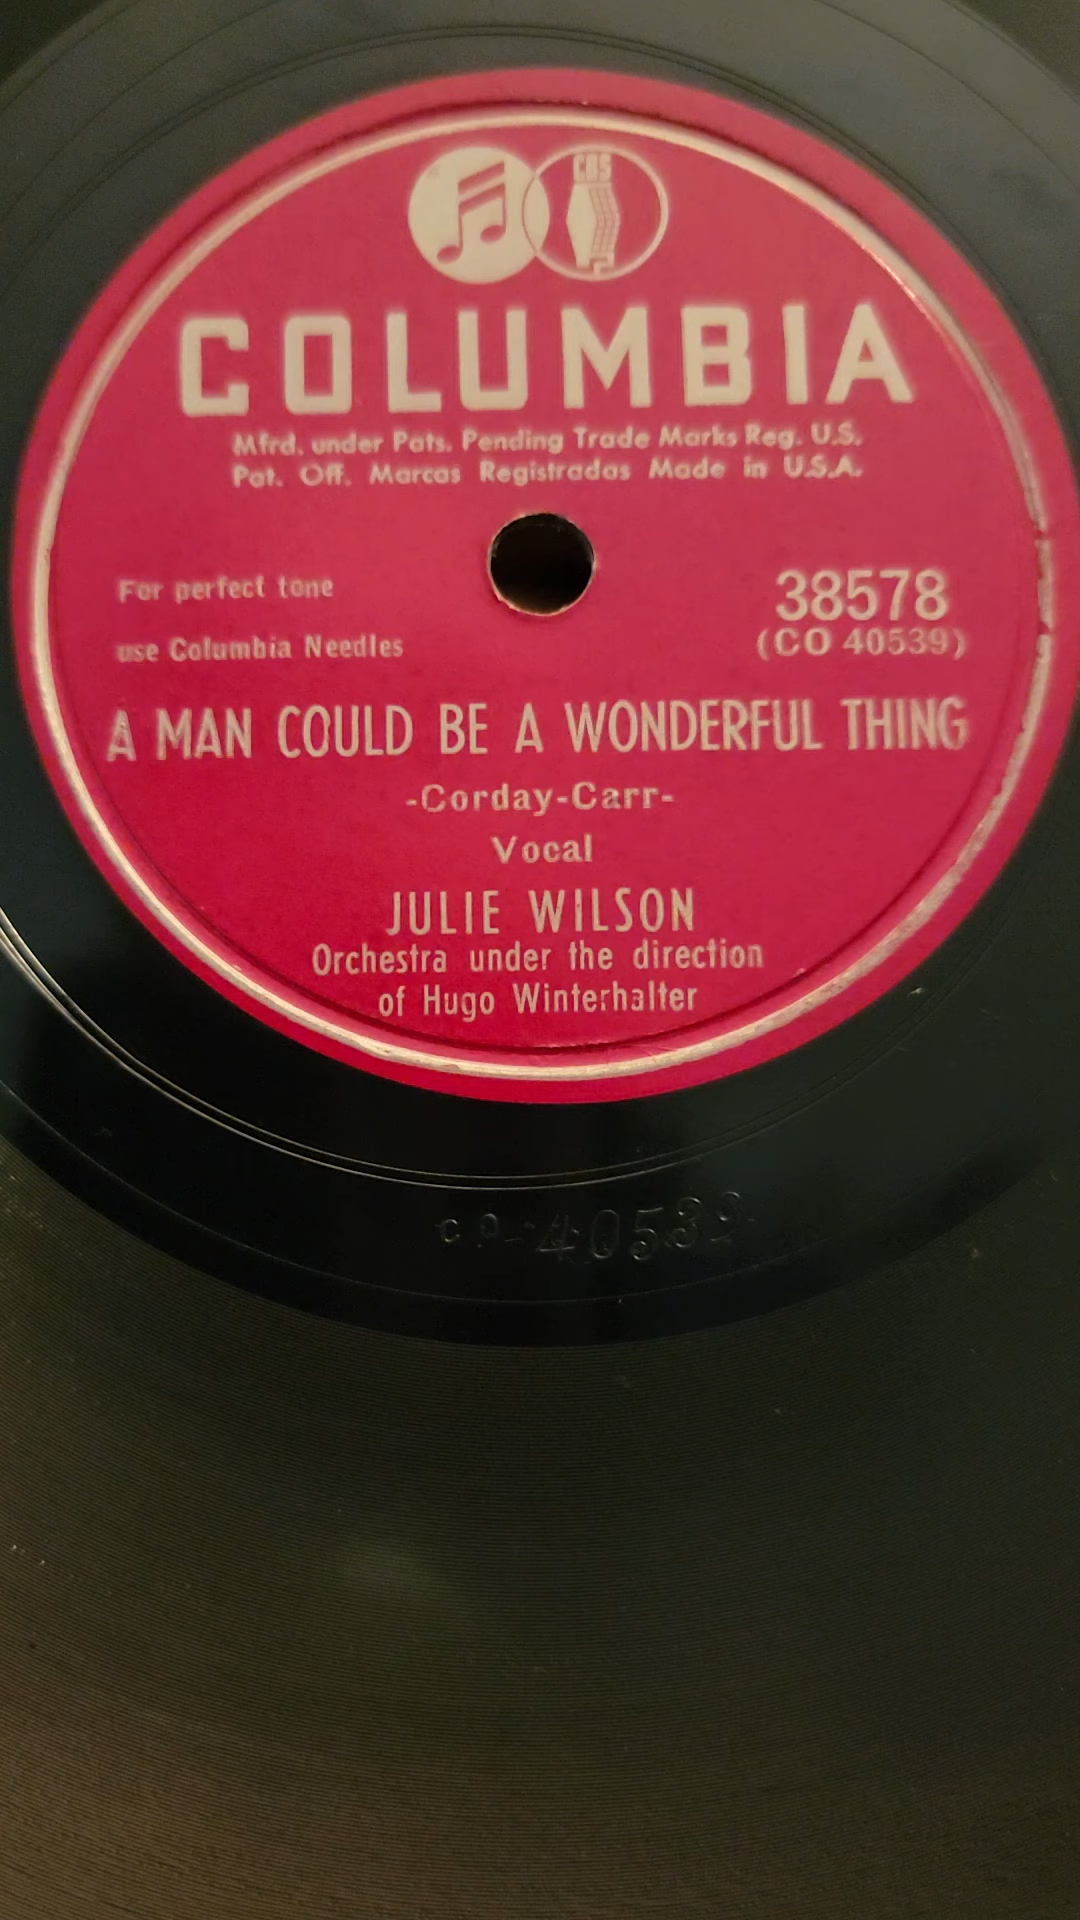 CBS
COLUMBIA
Mfrd. under Pats. Pending Trade Marks Reg. U.S.
Pat. Off. Marcas Registradas Made in U.S.A.
For perfect tone
use Columbia Needles
38578
(CO 40539)
A MAN COULD BE A WONDERFUL THING
-Corday-Carr-
Vocal
JULIE WILSON
Orchestra under the direction
of Hugo Winterhalter
CO-40539